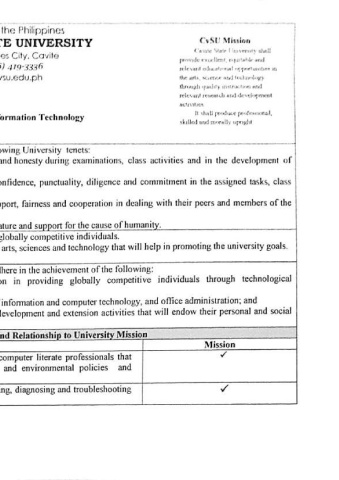 the Philippines
TE UNIVERSITY
es City, Cavite
6) 419-3336
vsu.edu.ph
CvSU Mission
Cavite State University shall
provide excellent, equitable and
relevant educational opportunities in
the arts, science and technology
through quality instruction and
relevant research and development
activities.
It shall produce professional,
skilled and morally upright
formation Technology
owing University tenets:
and honesty during examinations, class activities and in the development of
onfidence, punctuality, diligence and commitment in the assigned tasks, class
port, fairness and cooperation in dealing with their peers and members of the
ature and support for the cause of humanity.
globally competitive individuals.
arts, sciences and technology that will help in promoting the university goals.
dhere in the achievement of the following:
on in providing globally competitive individuals through technological
information and computer technology, and office administration; and
development and extension activities that will endow their personal and social
nd Relationship to University Mission
Mission
computer literate professionals that ✓
and environmental policies and
ng, diagnosing and troubleshooting ✓